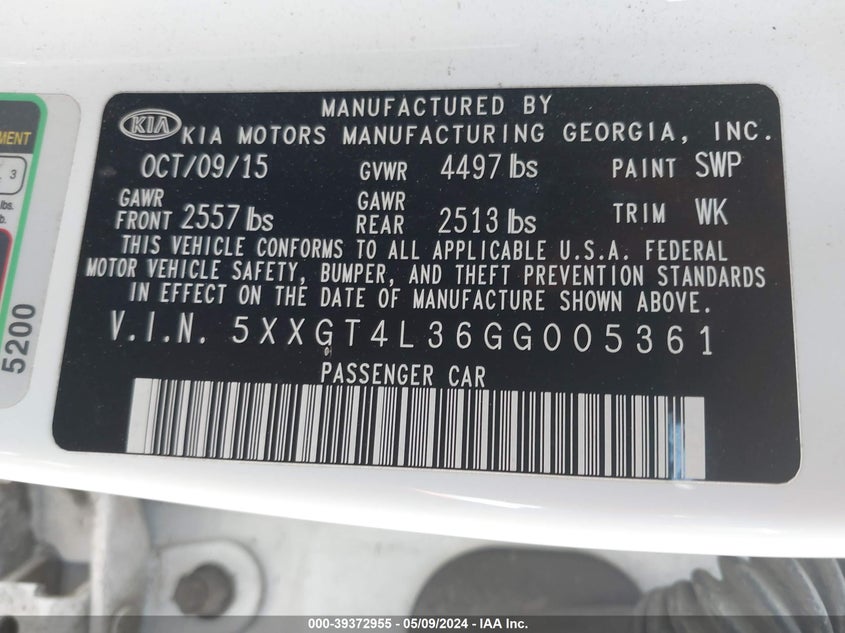 MENT
3
lbs.
b.
5200
MANUFACTURED BY
KIA KIA MOTORS MANUFACTURING GEORGIA, INC.
OCT/09/15 GVWR 4497 lbs PAINT SWP
GAWR FRONT 2557 lbs GAWR REAR 2513 lbs TRIM WK
THIS VEHICLE CONFORMS TO ALL APPLICABLE U.S.A. FEDERAL
MOTOR VEHICLE SAFETY, BUMPER, AND THEFT PREVENTION STANDARDS
IN EFFECT ON THE DATE OF MANUFACTURE SHOWN ABOVE.
V.I.N. 5XXGT4L36GG005361
PASSENGER CAR
000-39372955 - 05/09/2024 - IAA Inc.